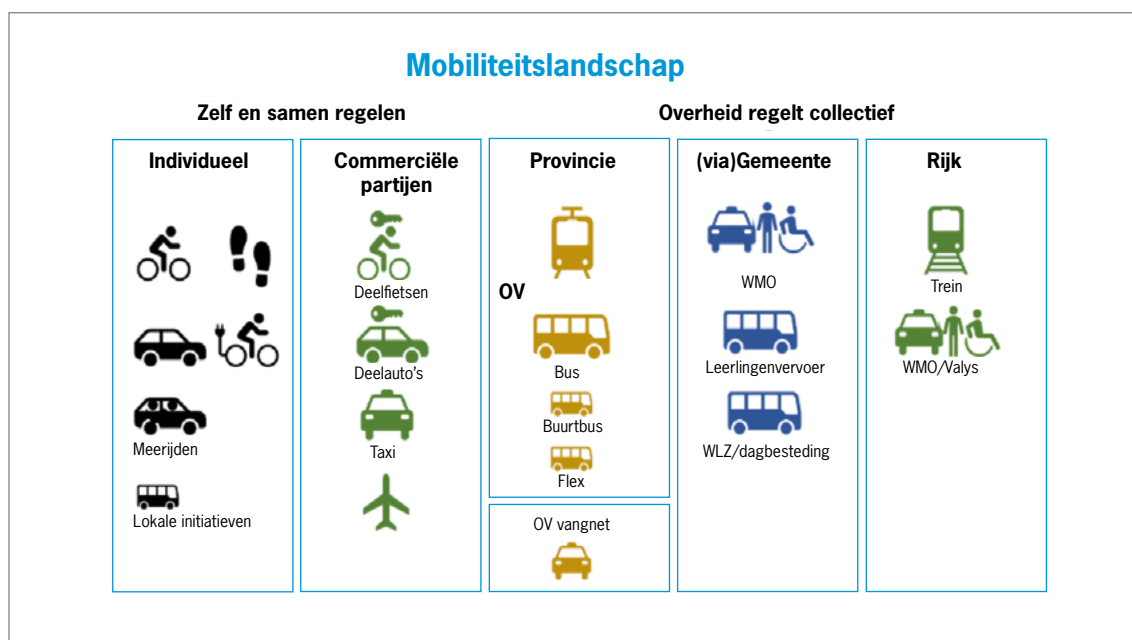 Mobiliteitslandschap
Zelf en samen regelen
Overheid regelt collectief
Individueel
Meerijden
Lokale initiatieven
Commerciële
partijen
Deelfietsen
Deelauto's
Taxi
Provincie
OV
Bus
Buurtbus
Flex
OV vangnet
(via)Gemeente
WMO
Leerlingenvervoer
WLZ/dagbesteding
Rijk
Trein
WMO/Valys